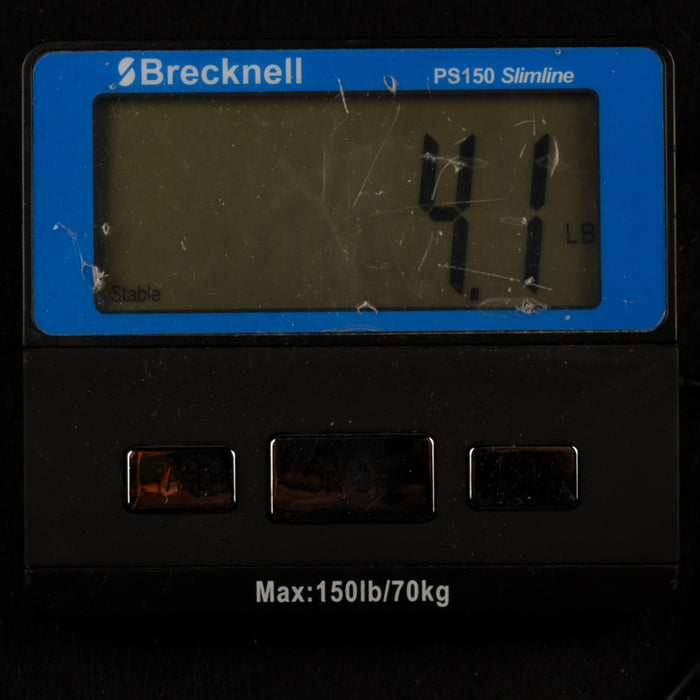 Brecknell PS150 Slimline
4.1 LB
Stable
Max:150lb/70kg